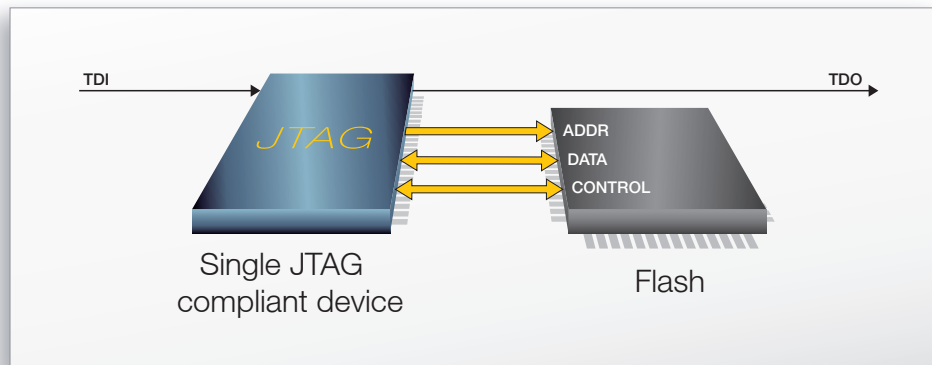 TDI
TDO
JTAG
ADDR
DATA
CONTROL
Single JTAG
compliant device
Flash